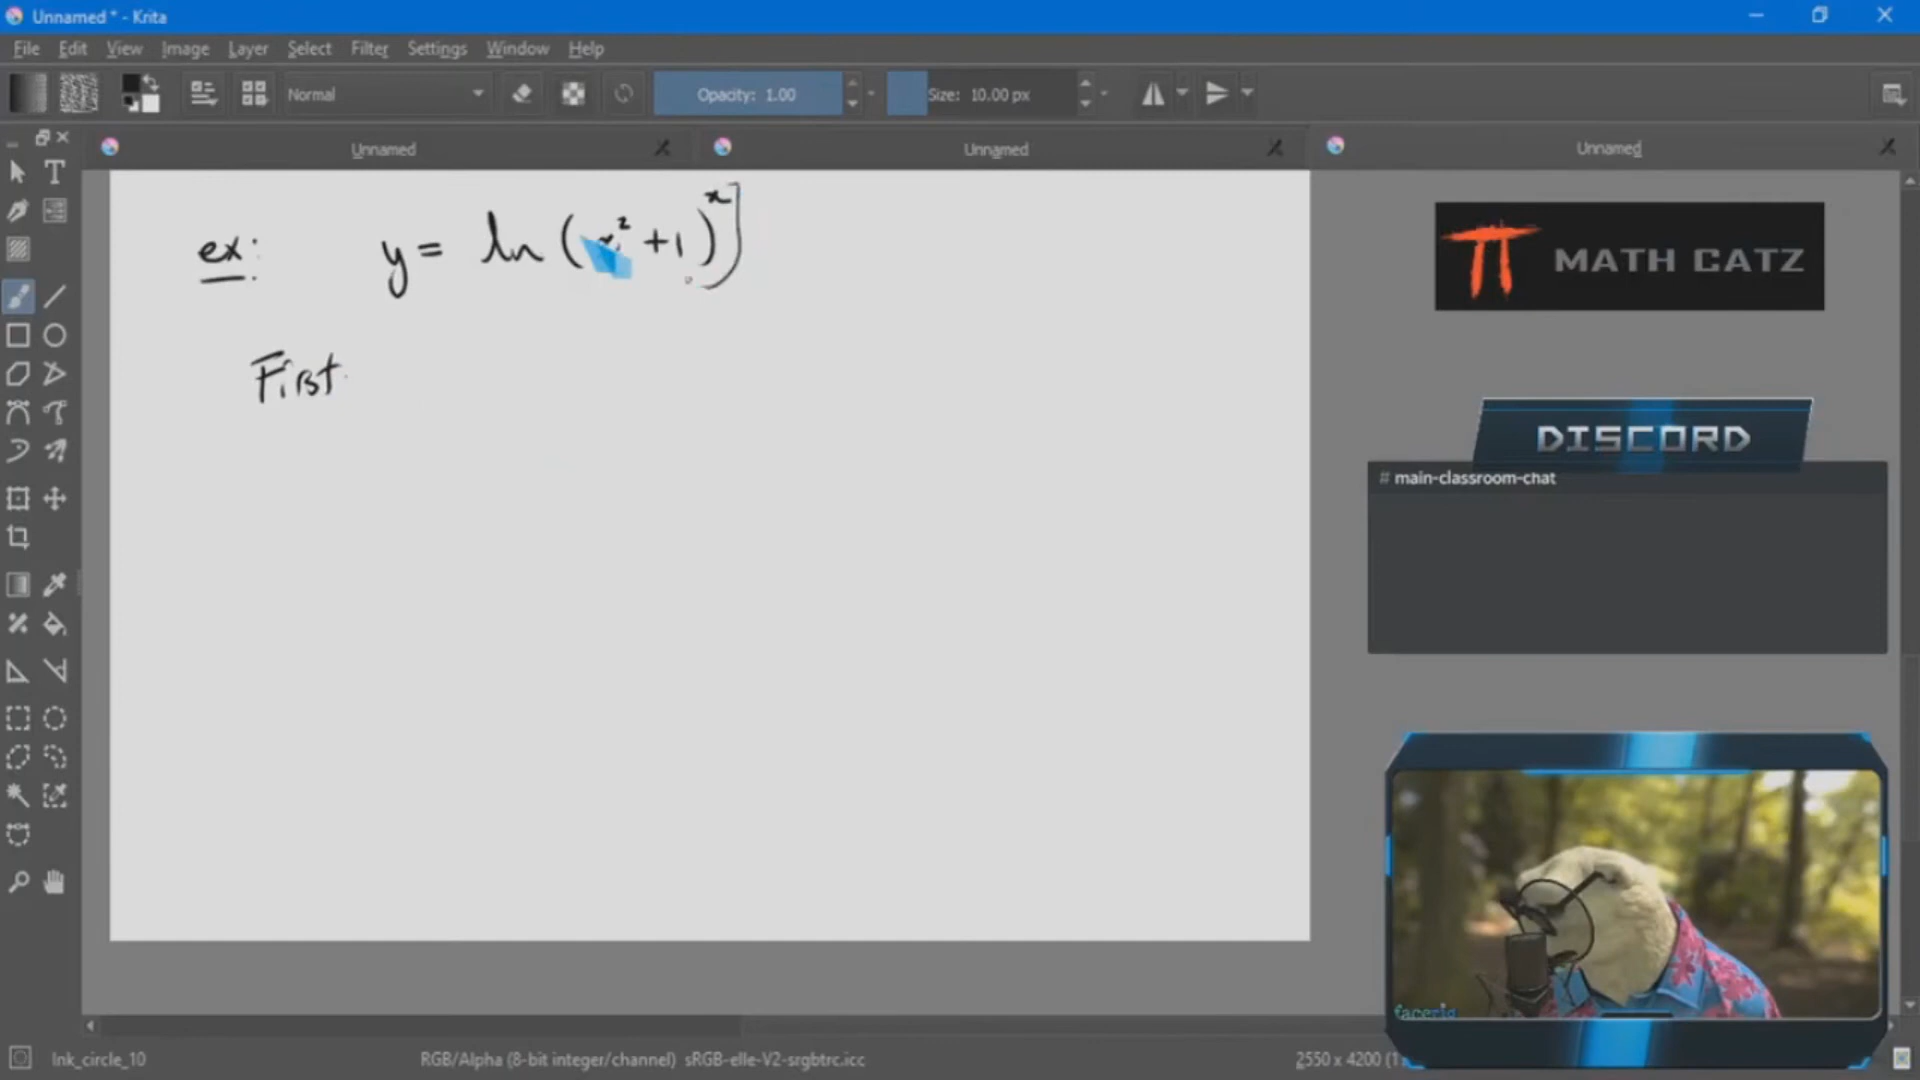 Unnamed * - Krita
File Edit View Image Layer Select Filter Settings Window Help
Normal Opacity: 1.00 Size: 10.00 px
Unnamed Unnamed Unnamed
ex: y = ln (x² + 1)ˣ]
First
MATH CATZ
DISCORD
# main-classroom-chat
facerig
Ink_circle_10 RGB/Alpha (8-bit integer/channel) sRGB-elle-V2-srgbtrc.icc 2550 x 4200 (1